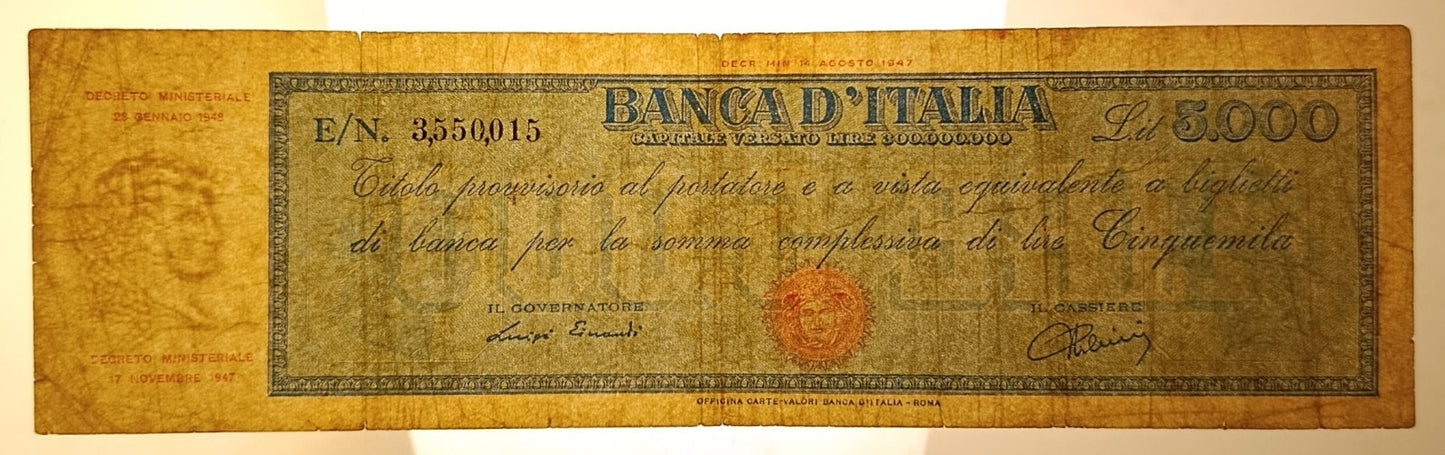 DECR. MIN 14 AGOSTO 1947
DECRETO MINISTERIALE
28 GENNAIO 1948
BANCA D'ITALIA
CAPITALE VERSATO LIRE 300.000.000
E/N. 3,550,015
Lit 5.000
Titolo provvisorio al portatore e a vista equivalente a biglietti
di banca per la somma complessiva di lire Cinquemila
IL GOVERNATORE
Luigi Einaudi
IL CASSIERE
DECRETO MINISTERIALE
17 NOVEMBRE 1947
OFFICINA CARTE-VALORI BANCA D'ITALIA - ROMA